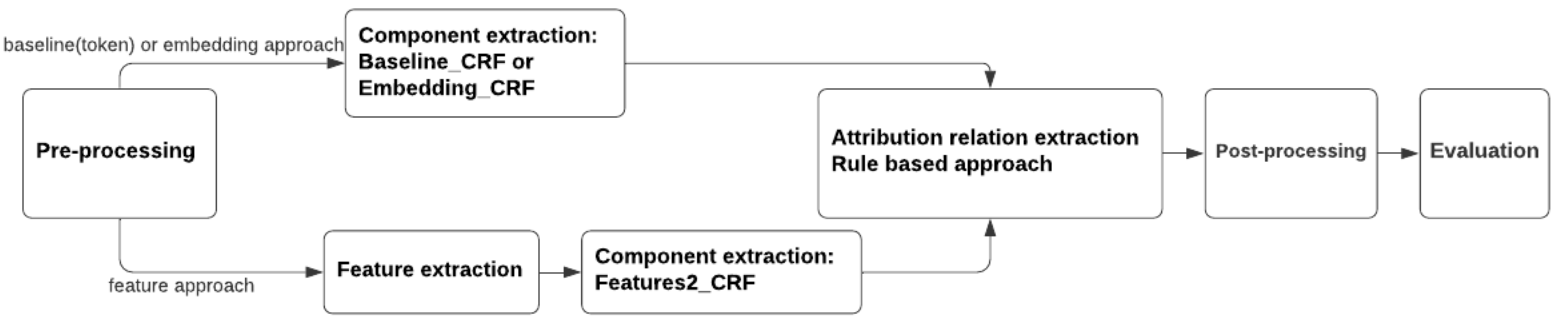 baseline(token) or embedding approach
Component extraction:
Baseline_CRF or
Embedding_CRF
Pre-processing
Attribution relation extraction
Rule based approach
Post-processing
Evaluation
feature approach
Feature extraction
Component extraction:
Features2_CRF